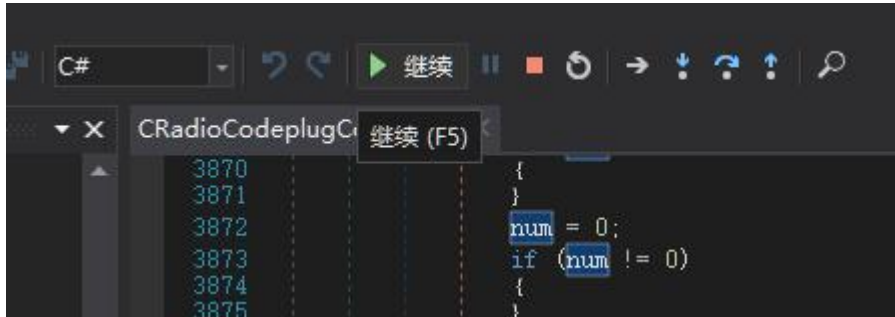 C#
继续
CRadioCodeplugC
继续 (F5)
3870 {
3871 }
3872 num = 0;
3873 if (num != 0)
3874 {
3875 }